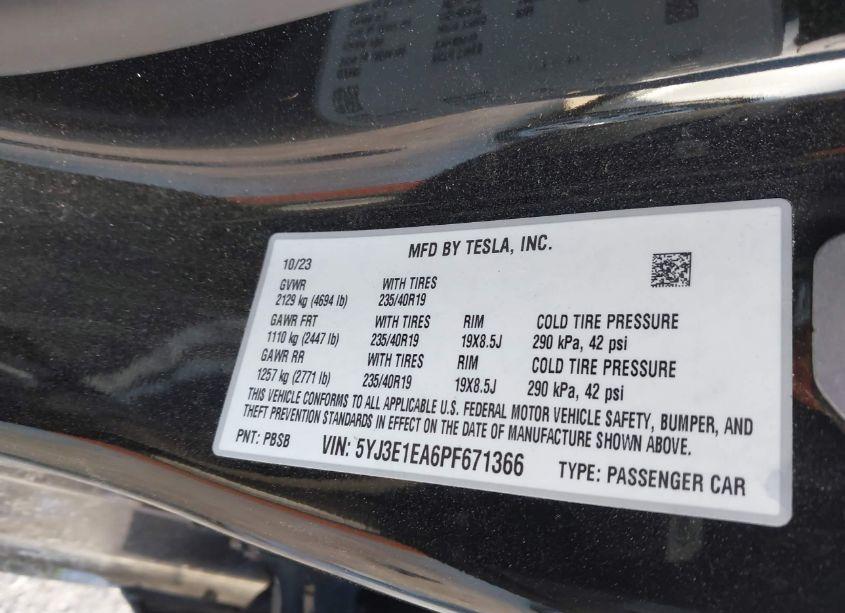 MFD BY TESLA, INC.
10/23
GVWR WITH TIRES
2129 kg (4694 lb) 235/40R19
GAWR FRT WITH TIRES RIM COLD TIRE PRESSURE
1110 kg (2447 lb) 235/40R19 19X8.5J 290 kPa, 42 psi
GAWR RR WITH TIRES RIM COLD TIRE PRESSURE
1257 kg (2771 lb) 235/40R19 19X8.5J 290 kPa, 42 psi
THIS VEHICLE CONFORMS TO ALL APPLICABLE U.S. FEDERAL MOTOR VEHICLE SAFETY, BUMPER, AND
THEFT PREVENTION STANDARDS IN EFFECT ON THE DATE OF MANUFACTURE SHOWN ABOVE.
PNT: PBSB VIN: 5YJ3E1EA6PF671366 TYPE: PASSENGER CAR